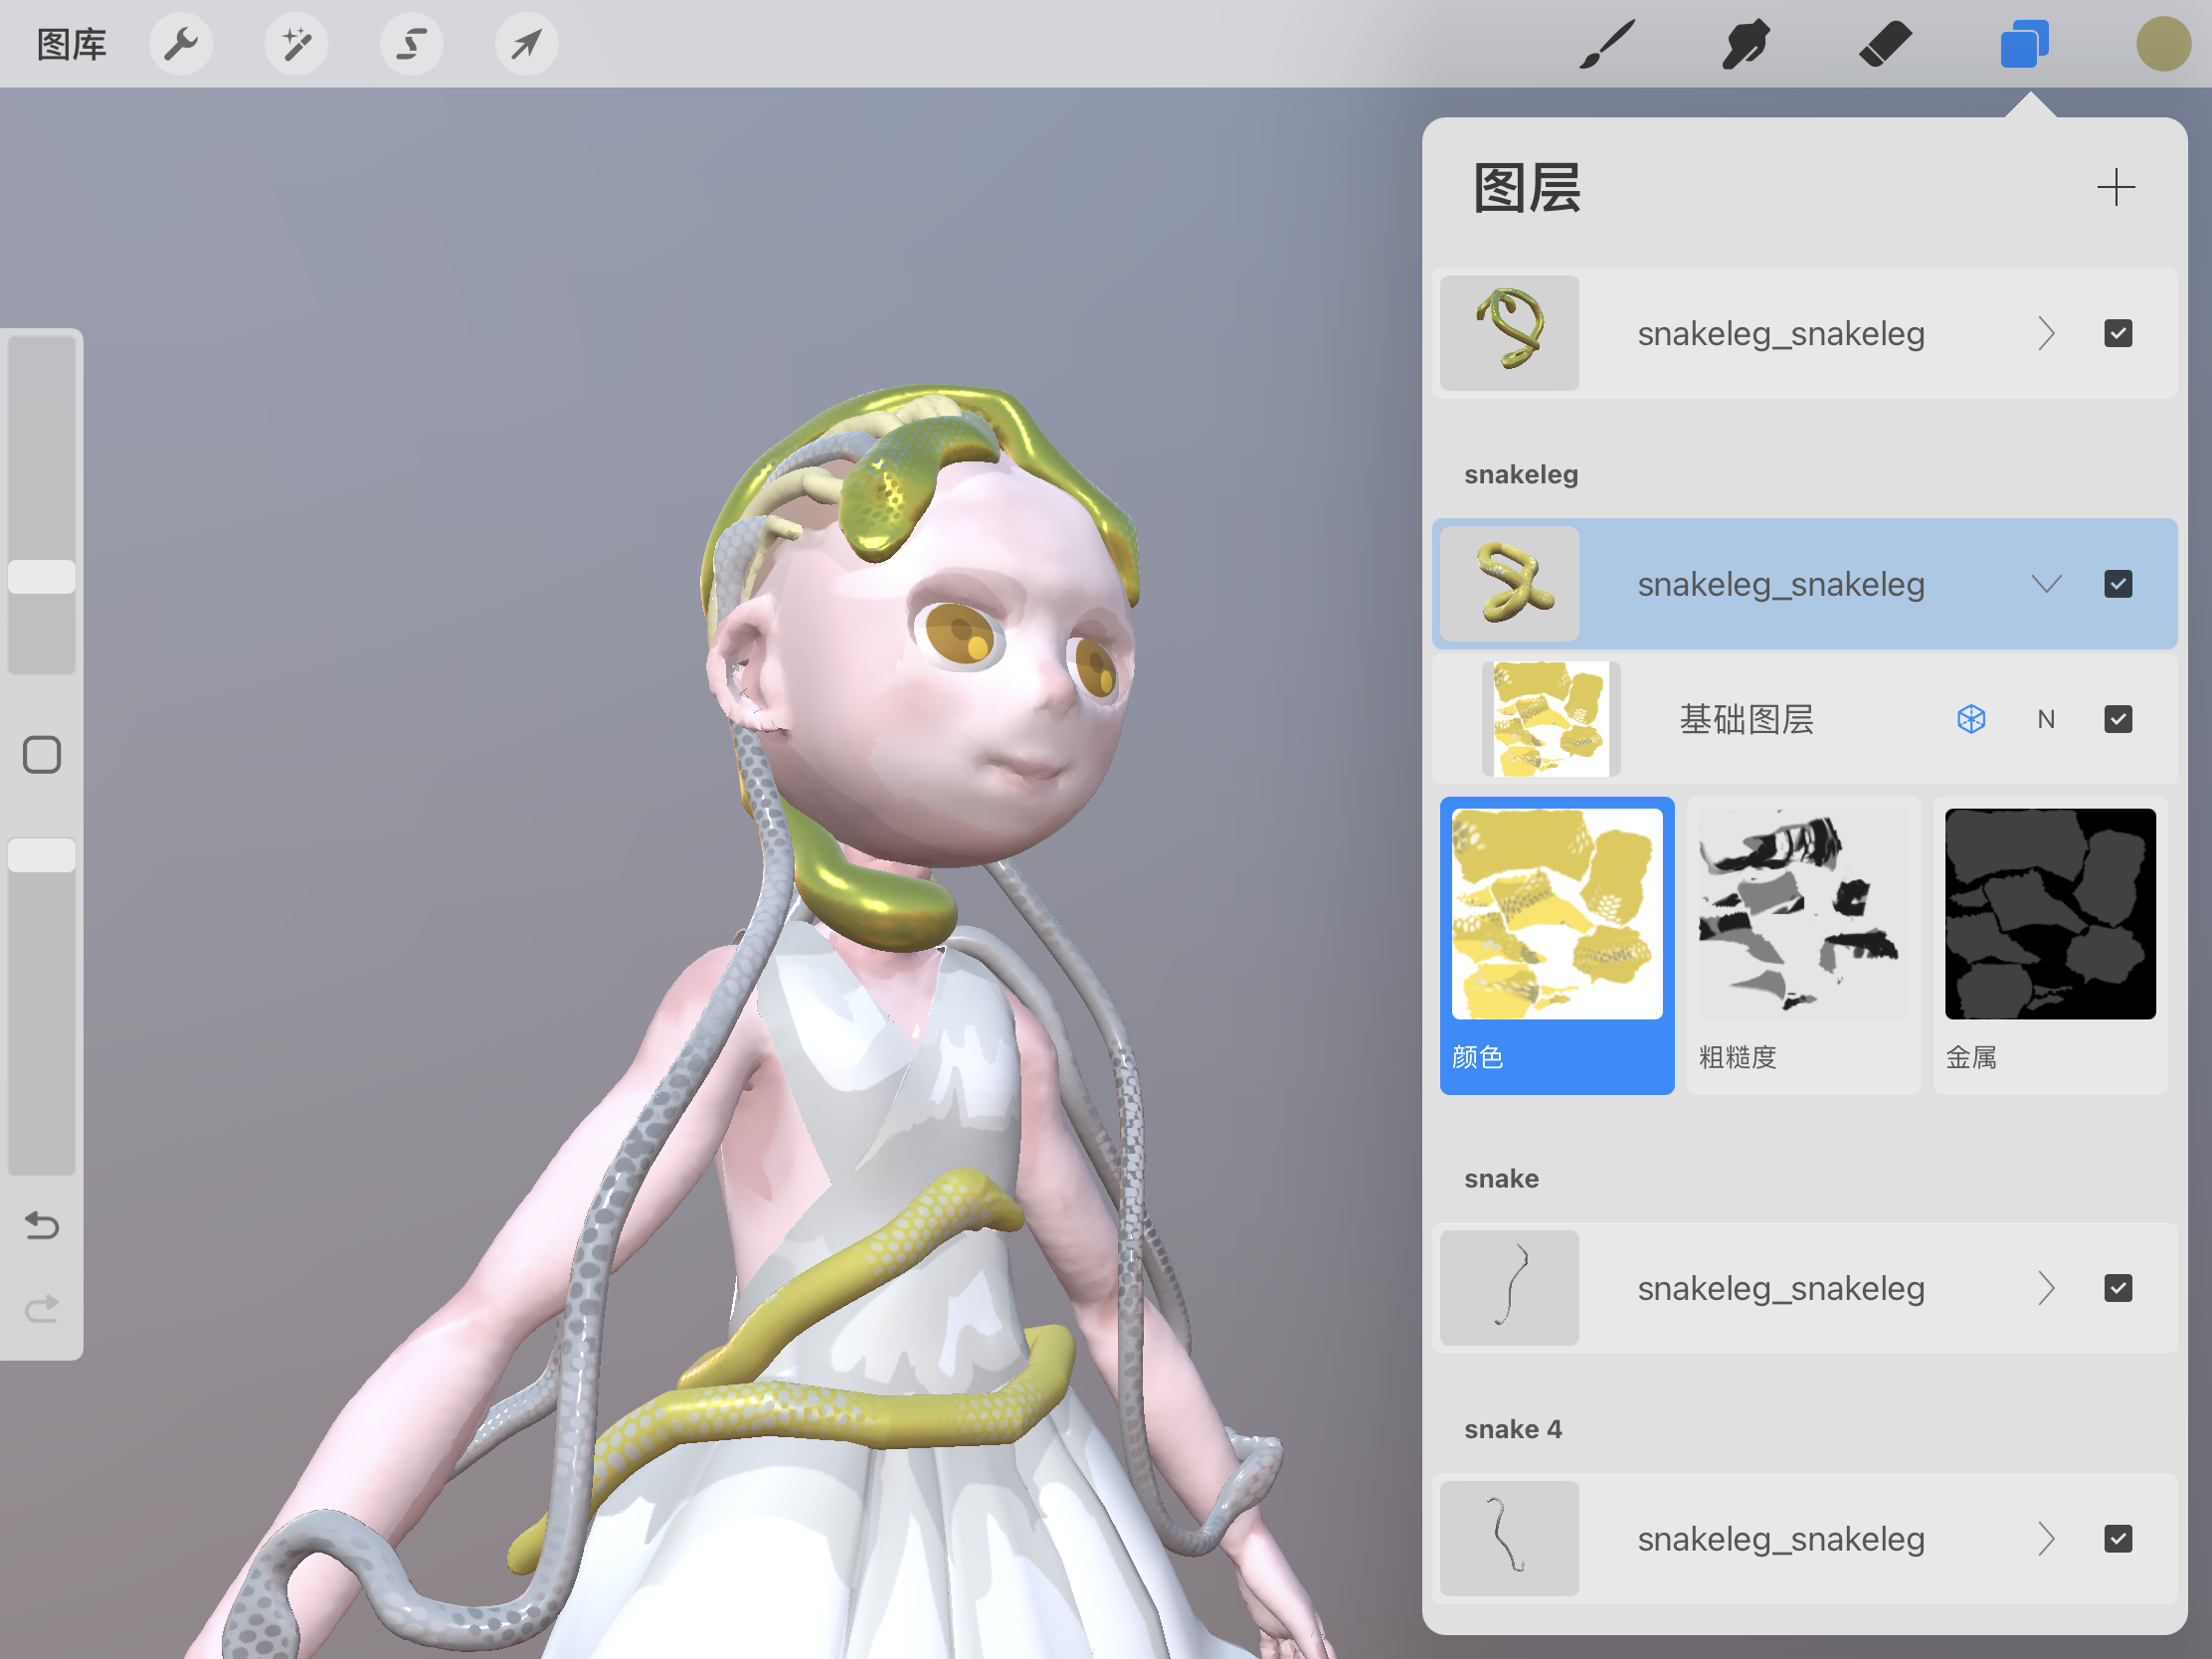 图库
图层
snakeleg_snakeleg
snakeleg
snakeleg_snakeleg
基础图层
N
颜色
粗糙度
金属
snake
snakeleg_snakeleg
snake 4
snakeleg_snakeleg